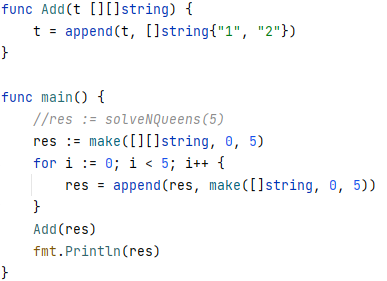 func Add(t [][]string) {
    t = append(t, []string{"1", "2"})
}

func main() {
    //res := solveNQueens(5)
    res := make([][]string, 0, 5)
    for i := 0; i < 5; i++ {
        res = append(res, make([]string, 0, 5))
    }
    Add(res)
    fmt.Println(res)
}